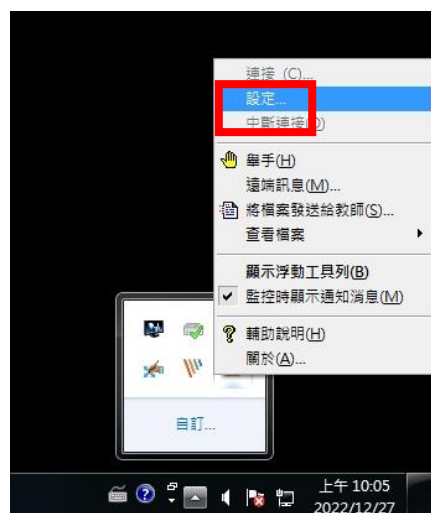 連接 (C)...
設定...
中斷連接(D)
舉手(H)
遠端訊息(M)...
將檔案發送給教師(S)...
查看檔案
顯示浮動工具列(B)
監控時顯示通知消息(M)
輔助說明(H)
關於(A)...
自訂...
上午 10:05
2022/12/27